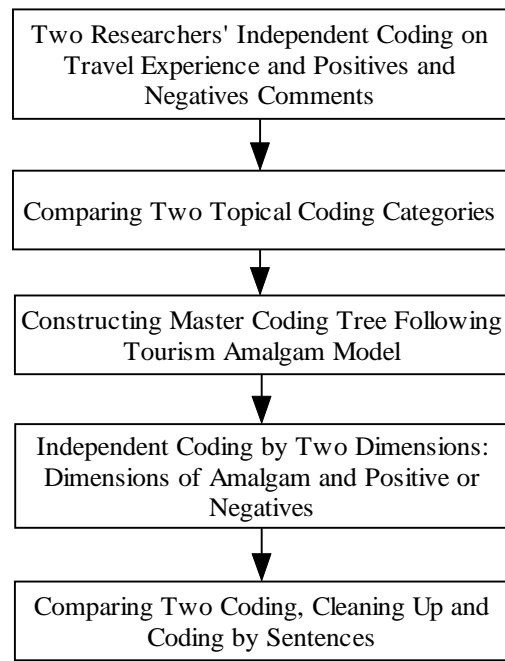 Two Researchers' Independent Coding on
Travel Experience and Positives and
Negatives Comments
Comparing Two Topical Coding Categories
Constructing Master Coding Tree Following
Tourism Amalgam Model
Independent Coding by Two Dimensions:
Dimensions of Amalgam and Positive or
Negatives
Comparing Two Coding, Cleaning Up and
Coding by Sentences